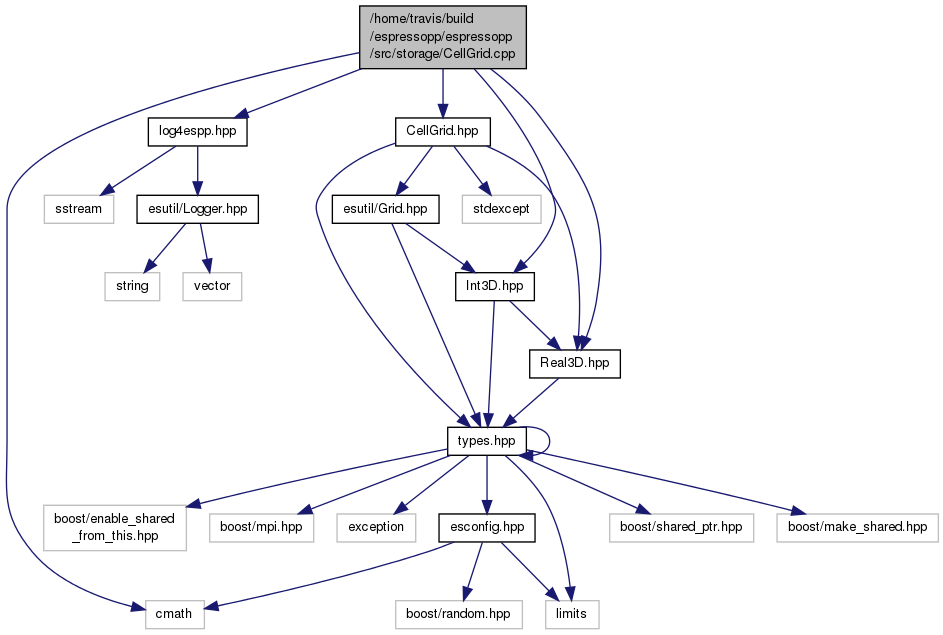 /home/travis/build
/espressopp/espressopp
/src/storage/CellGrid.cpp
log4espp.hpp
CellGrid.hpp
sstream
esutil/Logger.hpp
esutil/Grid.hpp
stdexcept
string
vector
Int3D.hpp
Real3D.hpp
types.hpp
boost/enable_shared
_from_this.hpp
boost/mpi.hpp
exception
esconfig.hpp
boost/shared_ptr.hpp
boost/make_shared.hpp
cmath
boost/random.hpp
limits